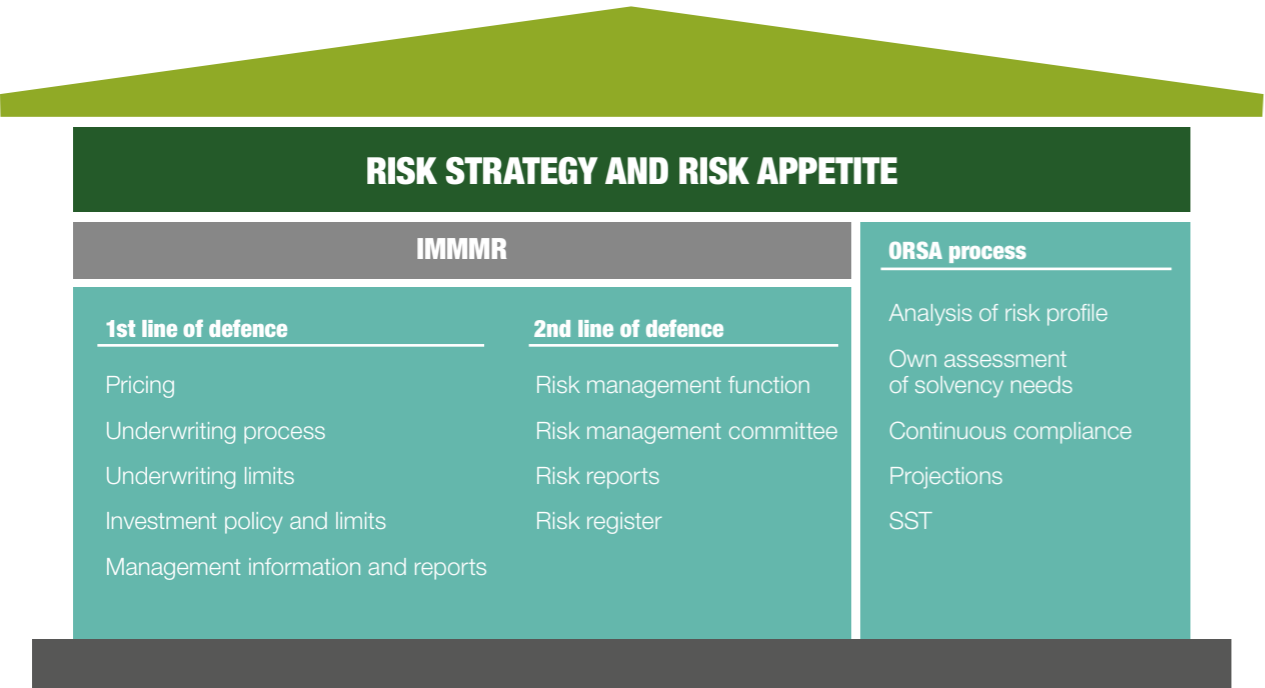 RISK STRATEGY AND RISK APPETITE
IMMMR
1st line of defence
Pricing
Underwriting process
Underwriting limits
Investment policy and limits
Management information and reports
2nd line of defence
Risk management function
Risk management committee
Risk reports
Risk register
ORSA process
Analysis of risk profile
Own assessment
of solvency needs
Continuous compliance
Projections
SST